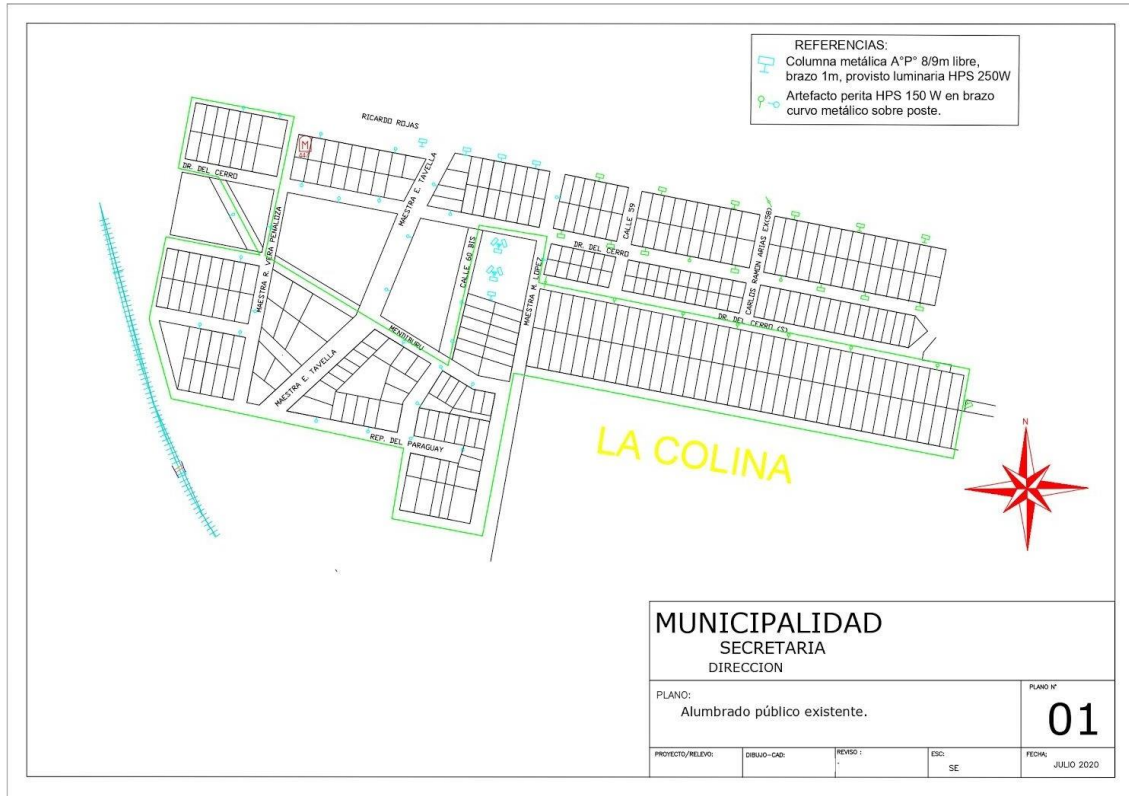 REFERENCIAS:
Columna metálica A°P° 8/9m libre,
brazo 1m, provisto luminaria HPS 250W
Artefacto perita HPS 150 W en brazo
curvo metálico sobre poste.
RICARDO ROJAS
M
DR. DEL CERRO
MAESTRA E. TAVELLA
MAESTRA R. VERA PEÑALOZA
CALLE 59
CARLOS RAMON ARIAS EX(58)
DR. DEL CERRO
CALLE 60 BIS
MAESTRA M. LOPEZ
DR. DEL CERRO (S)
MENDIBURU
MAESTRA E. TAVELLA
REP. DEL PARAGUAY
LA COLINA
N
MUNICIPALIDAD
SECRETARIA
DIRECCION
PLANO:
Alumbrado público existente.
PLANO N°
01
PROYECTO/RELEVO:
DIBUJO-CAD:
REVISO :
ESC:
SE
FECHA:
JULIO 2020